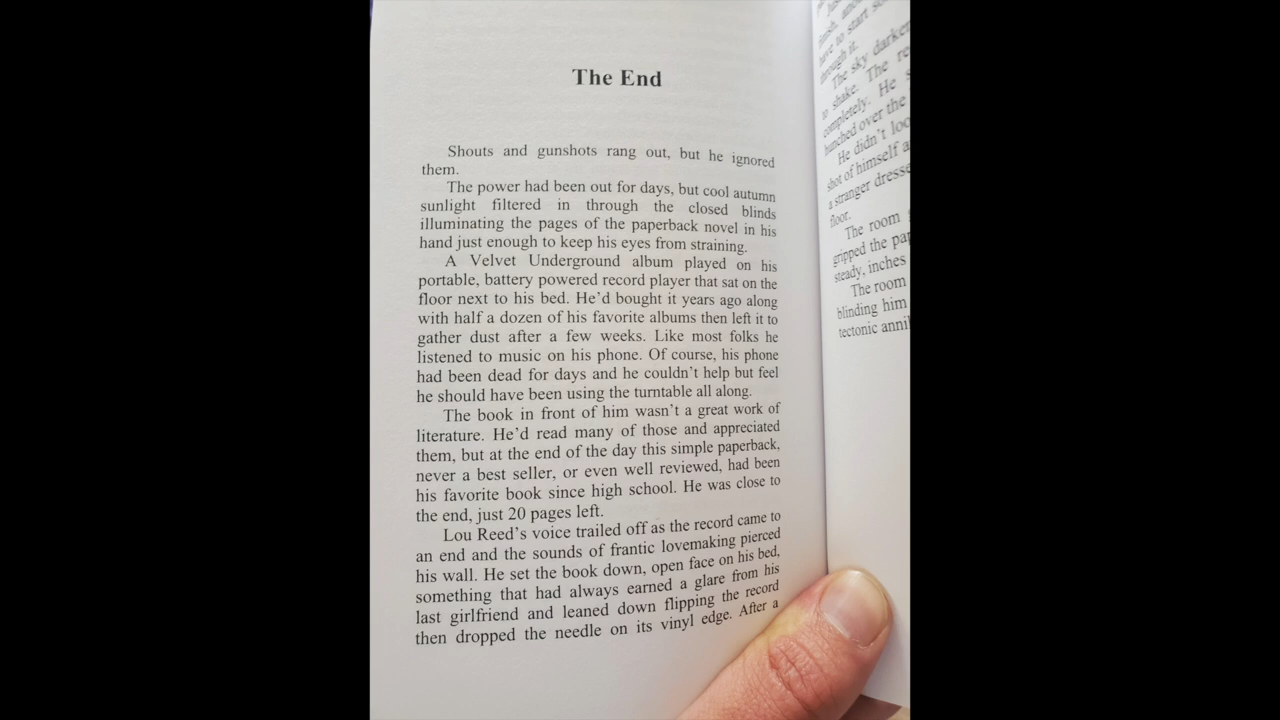 The End
Shouts and gunshots rang out, but he ignored
them.
The power had been out for days, but cool autumn
sunlight filtered in through the closed blinds
illuminating the pages of the paperback novel in his
hand just enough to keep his eyes from straining.
A Velvet Underground album played on his
portable, battery powered record player that sat on the
floor next to his bed. He’d bought it years ago along
with half a dozen of his favorite albums then left it to
gather dust after a few weeks. Like most folks he
listened to music on his phone. Of course, his phone
had been dead for days and he couldn’t help but feel
he should have been using the turntable all along.
The book in front of him wasn’t a great work of
literature. He’d read many of those and appreciated
them, but at the end of the day this simple paperback,
never a best seller, or even well reviewed, had been
his favorite book since high school. He was close to
the end, just 20 pages left.
Lou Reed’s voice trailed off as the record came to
an end and the sounds of frantic lovemaking pierced
his wall. He set the book down, open face on his bed,
something that had always earned a glare from his
last girlfriend and leaned down flipping the record
then dropped the needle on its vinyl edge. After a
have to start
through it.
The sky darken
to shake. The re
completely. He s
hunched over the
He didn’t loo
shot of himself a
a stranger dresse
floor.
The room
gripped the pap
steady, inches
The room
blinding him
tectonic annil